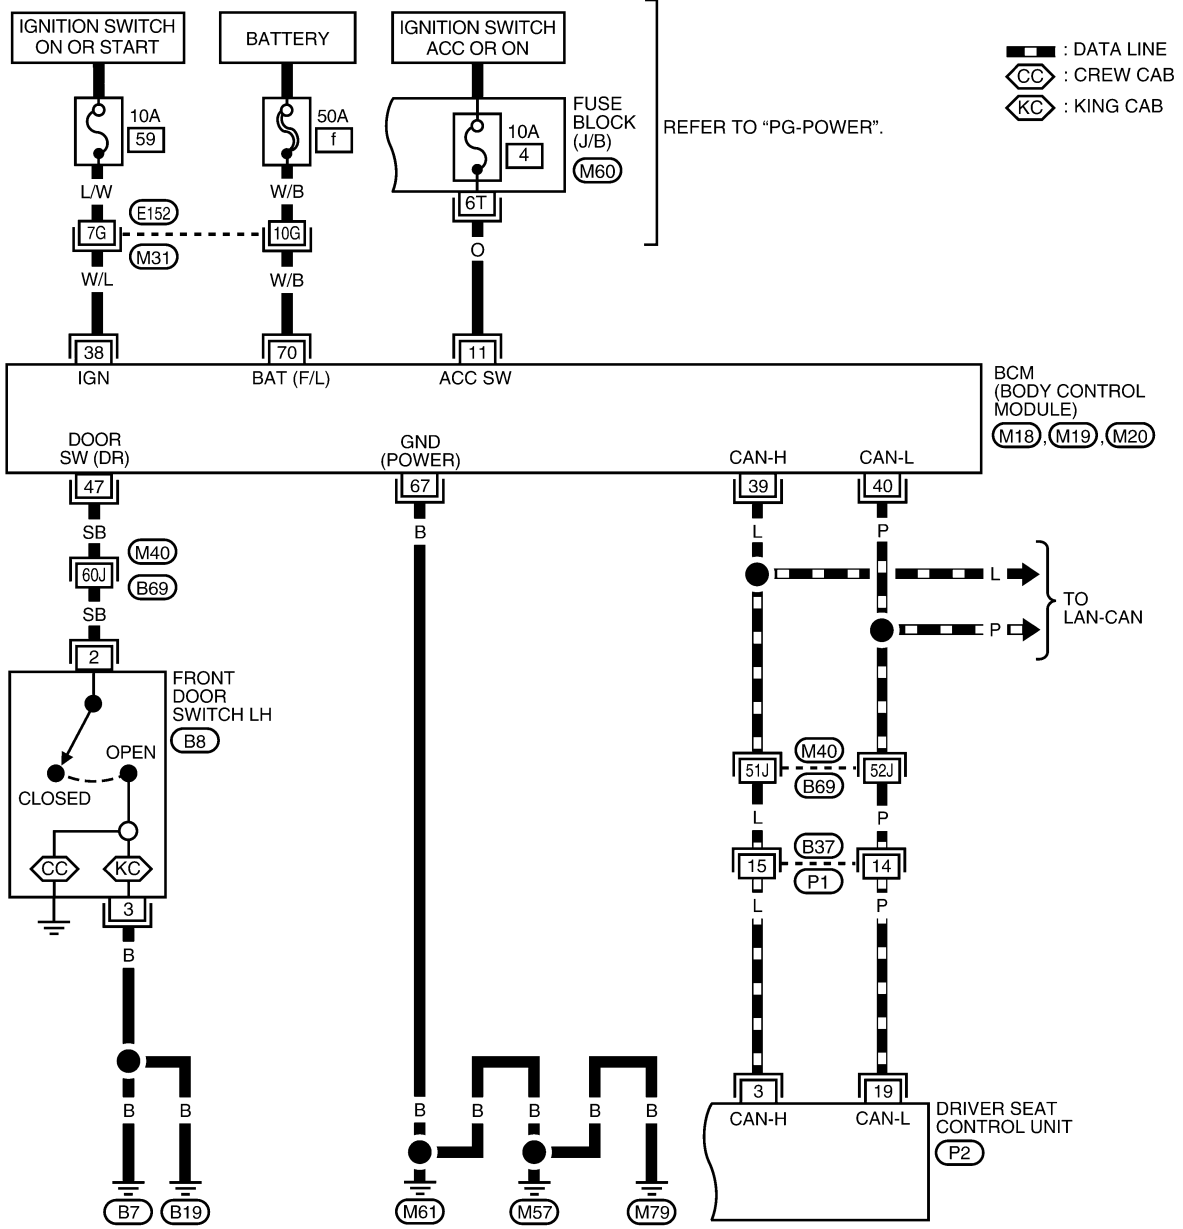 IGNITION SWITCH
ON OR START
BATTERY
IGNITION SWITCH
ACC OR ON
: DATA LINE
CC : CREW CAB
KC : KING CAB
10A
59
50A
f
10A
4
FUSE
BLOCK
(J/B)
M60
REFER TO “PG-POWER”.
L/W
W/B
6T
E152
7G
10G
M31
O
W/L
W/B
38
70
11
IGN
BAT (F/L)
ACC SW
BCM
(BODY CONTROL
MODULE)
M18 , M19 , M20
DOOR
SW (DR)
GND
(POWER)
CAN-H
CAN-L
47
67
39
40
SB
B
L
P
M40
60J
B69
L
SB
P
TO
LAN-CAN
2
FRONT
DOOR
SWITCH LH
B8
OPEN
CLOSED
M40
51J
52J
B69
L
P
CC
KC
B37
15
14
P1
3
L
P
B
3
19
B
B
B
B
B
B
B
CAN-H
CAN-L
DRIVER SEAT
CONTROL UNIT
P2
B7
B19
M61
M57
M79